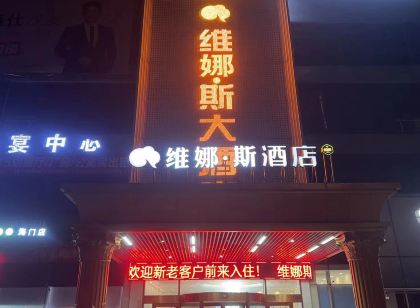 维娜·斯大酒
宴中心
维娜·斯酒店
海门店
欢迎新老客户前来入住！ 维娜斯